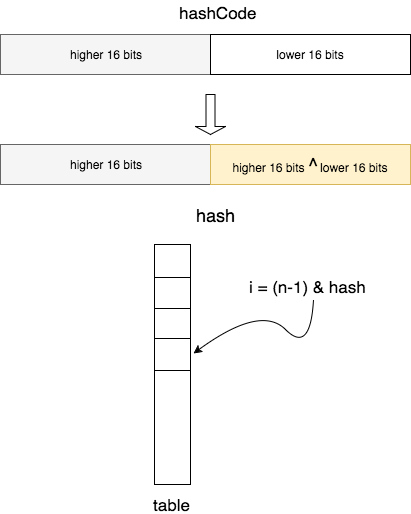 hashCode
higher 16 bits lower 16 bits
higher 16 bits higher 16 bits ^ lower 16 bits
hash
i = (n-1) & hash
table